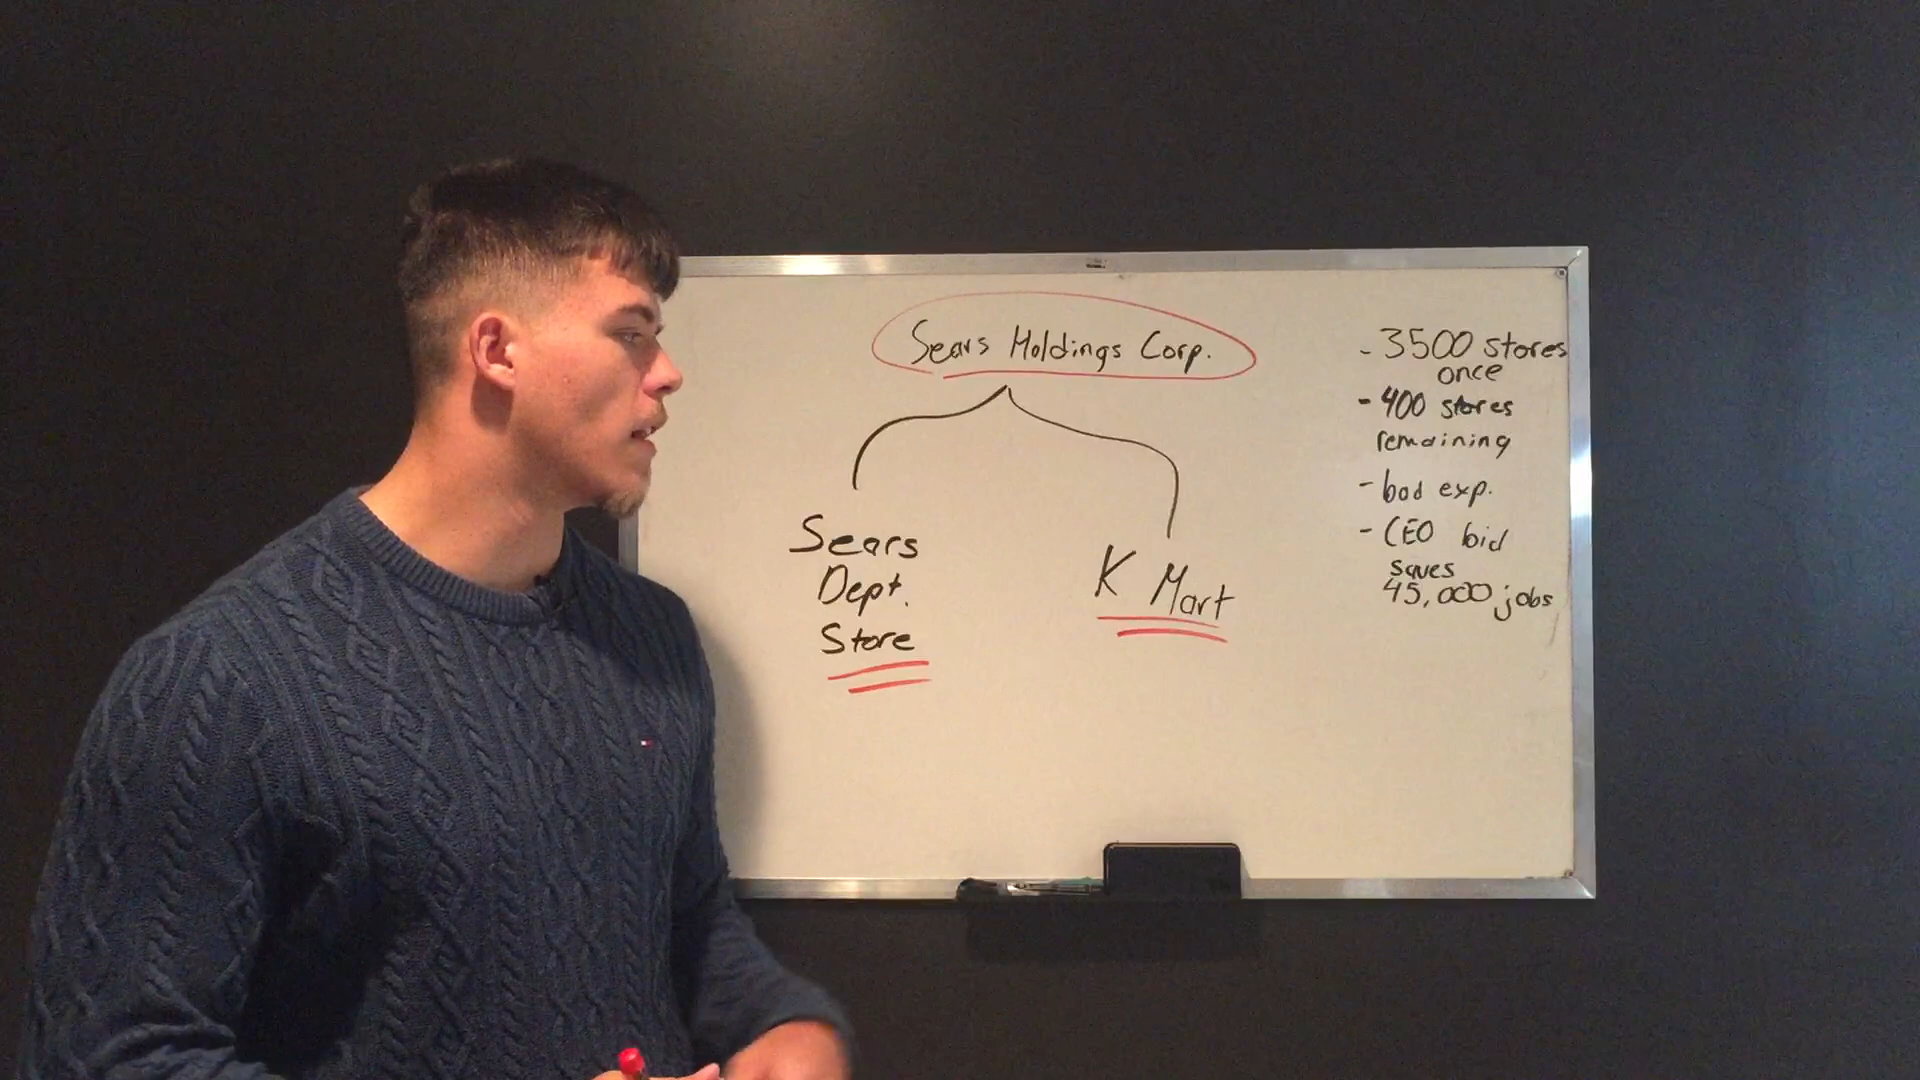 Sears Holdings Corp.
Sears
Dept.
Store
K Mart
- 3500 stores
once
- 400 stores
remaining
- bad exp.
- CEO bid
saves
45,000 jobs